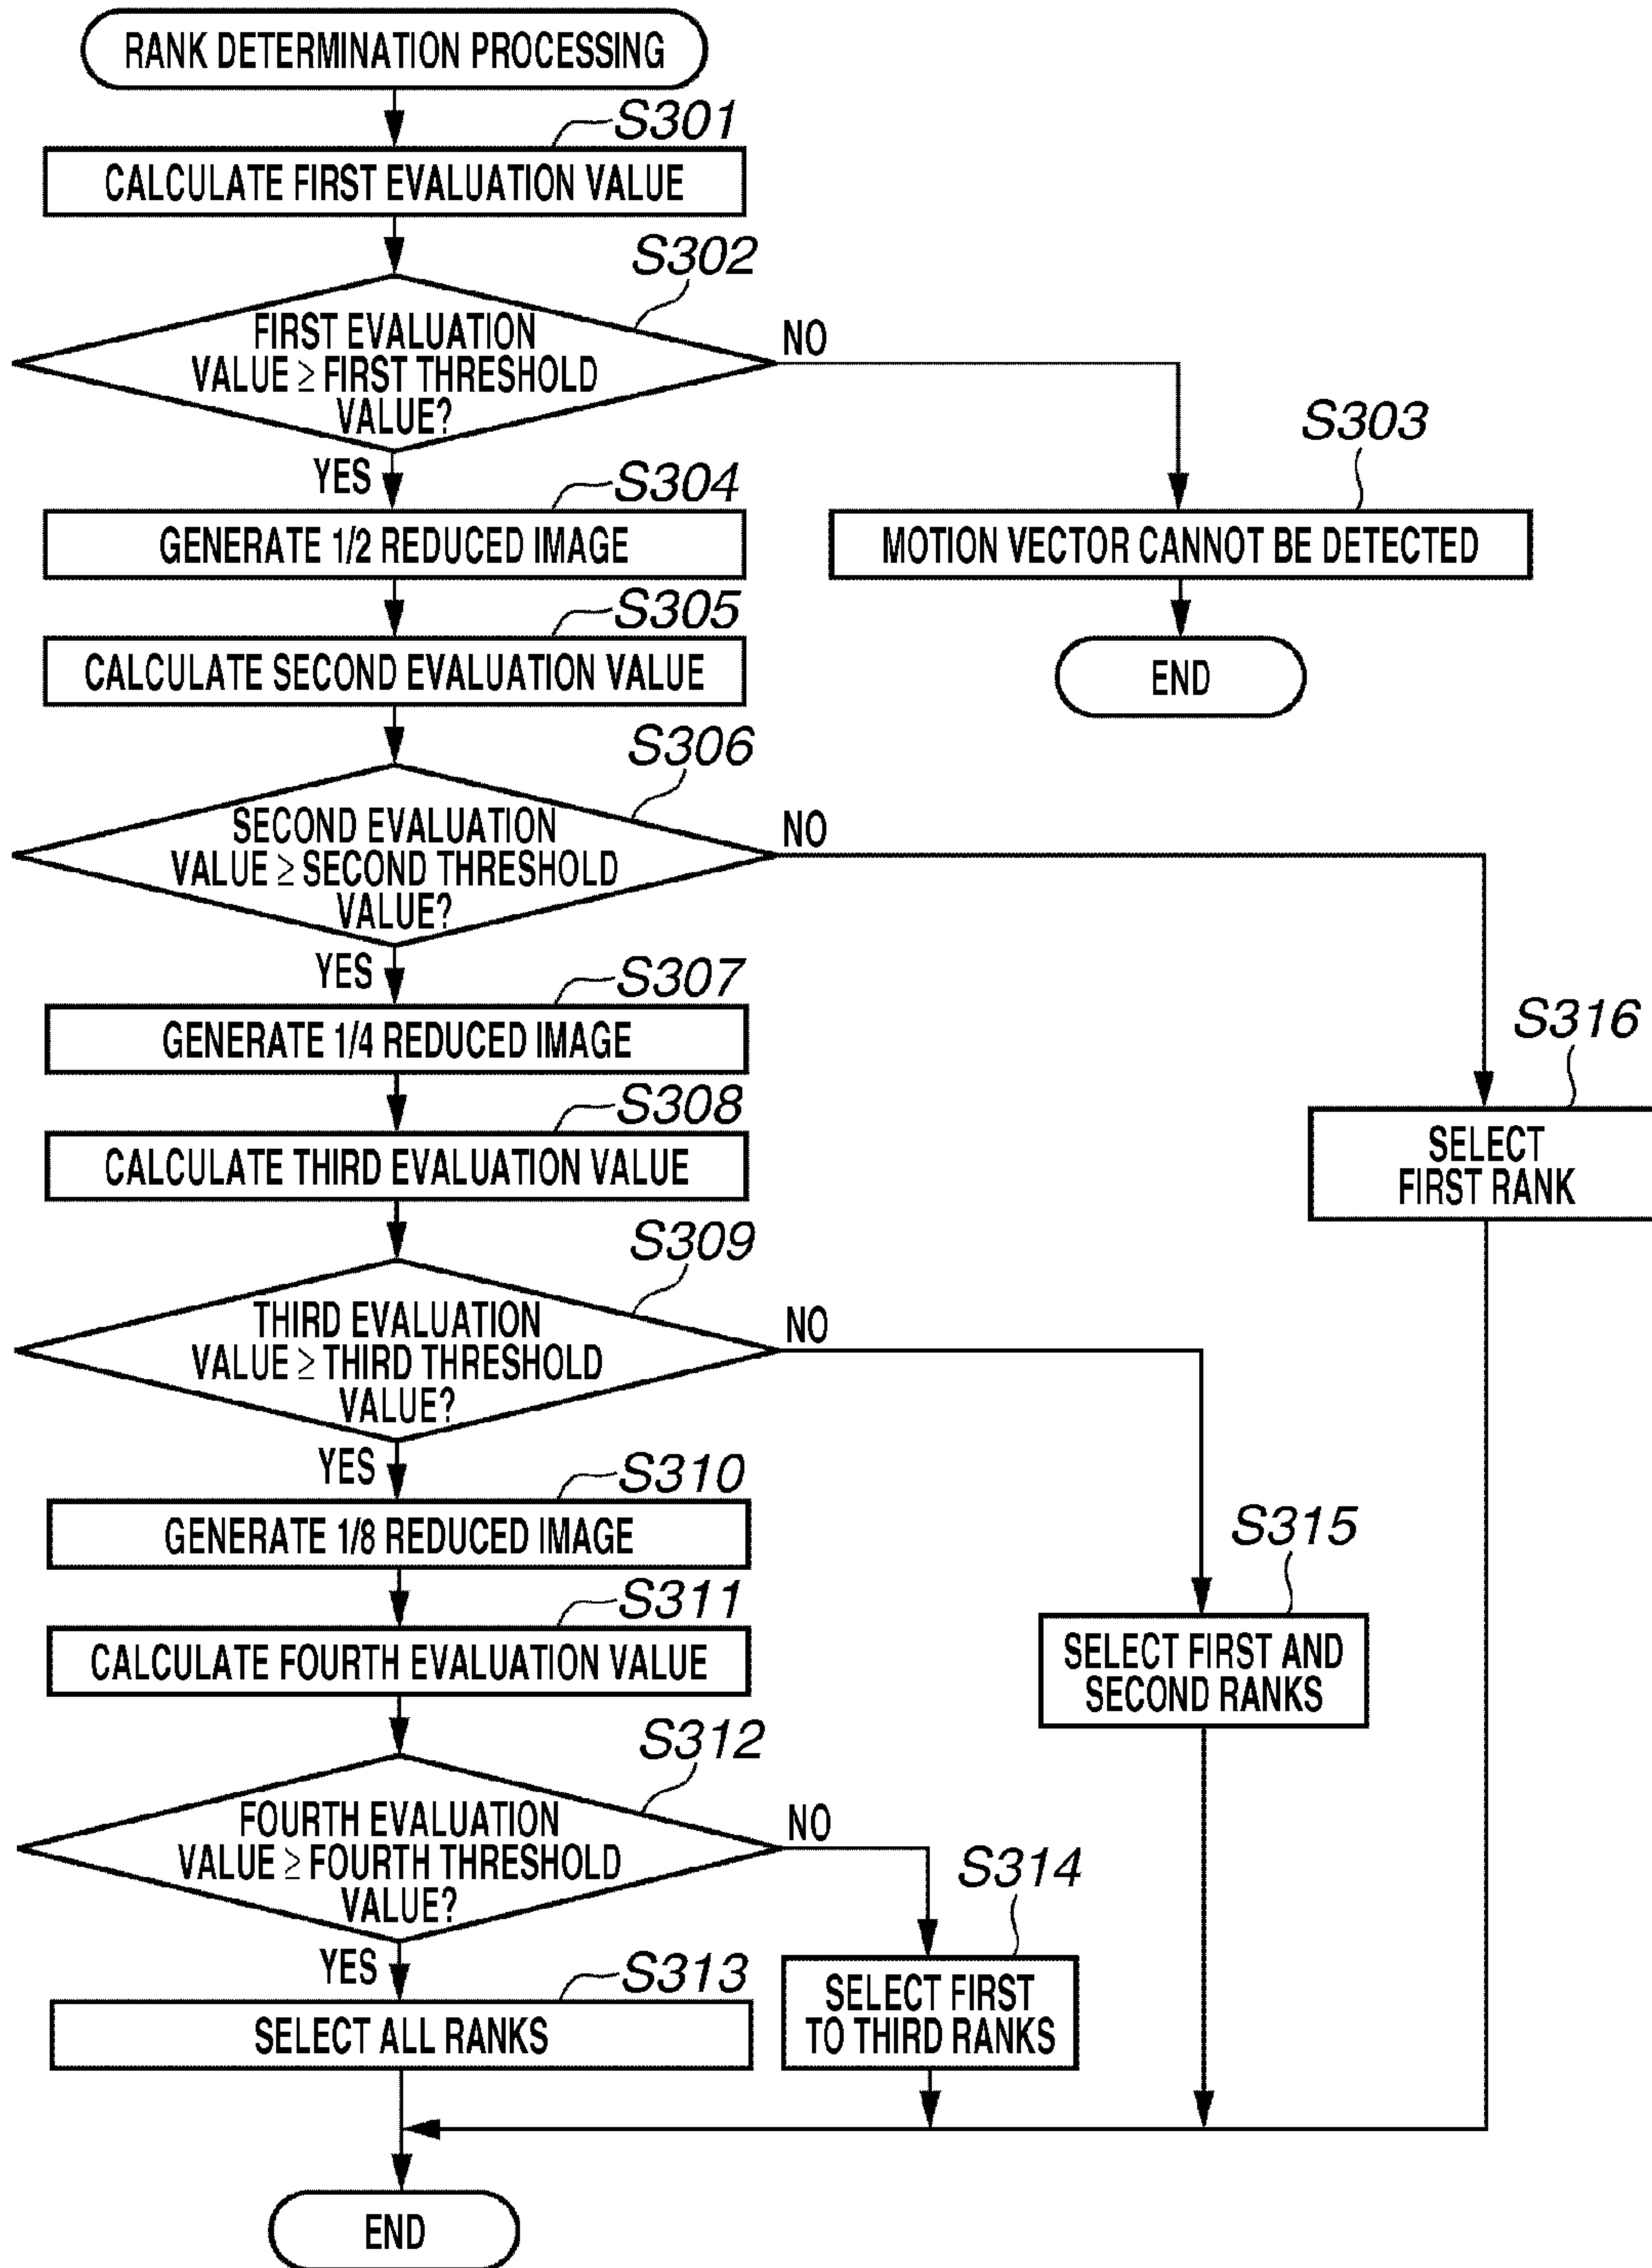 RANK DETERMINATION PROCESSING
S301
CALCULATE FIRST EVALUATION VALUE
S302
FIRST EVALUATION
VALUE ≥ FIRST THRESHOLD
VALUE?
NO
YES
S303
MOTION VECTOR CANNOT BE DETECTED
END
S304
GENERATE 1/2 REDUCED IMAGE
S305
CALCULATE SECOND EVALUATION VALUE
S306
SECOND EVALUATION
VALUE ≥ SECOND THRESHOLD
VALUE?
NO
YES
S307
GENERATE 1/4 REDUCED IMAGE
S316
SELECT
FIRST RANK
S308
CALCULATE THIRD EVALUATION VALUE
S309
THIRD EVALUATION
VALUE ≥ THIRD THRESHOLD
VALUE?
NO
YES
S310
GENERATE 1/8 REDUCED IMAGE
S315
SELECT FIRST AND
SECOND RANKS
S311
CALCULATE FOURTH EVALUATION VALUE
S312
FOURTH EVALUATION
VALUE ≥ FOURTH THRESHOLD
VALUE?
NO
YES
S314
SELECT FIRST
TO THIRD RANKS
S313
SELECT ALL RANKS
END